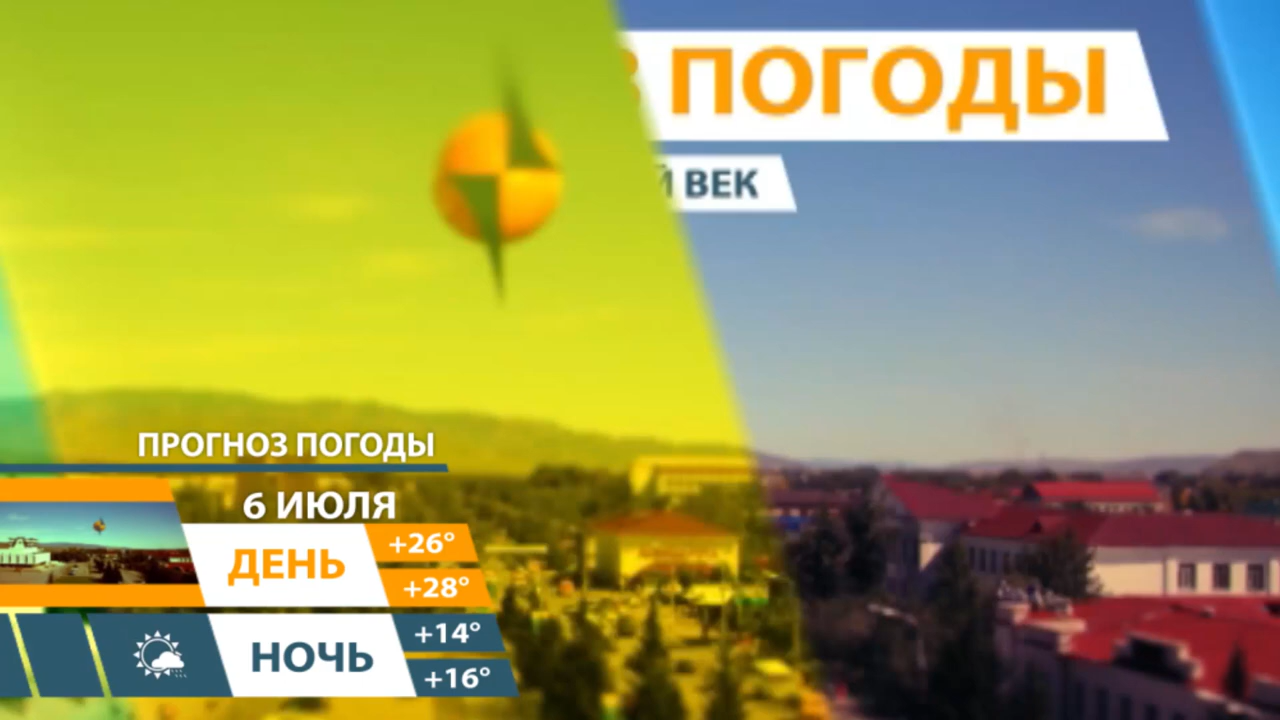 ПОГОДЫ
ВЕК
ПРОГНОЗ ПОГОДЫ
6 ИЮЛЯ
ДЕНЬ
+26°
+28°
НОЧЬ
+14°
+16°